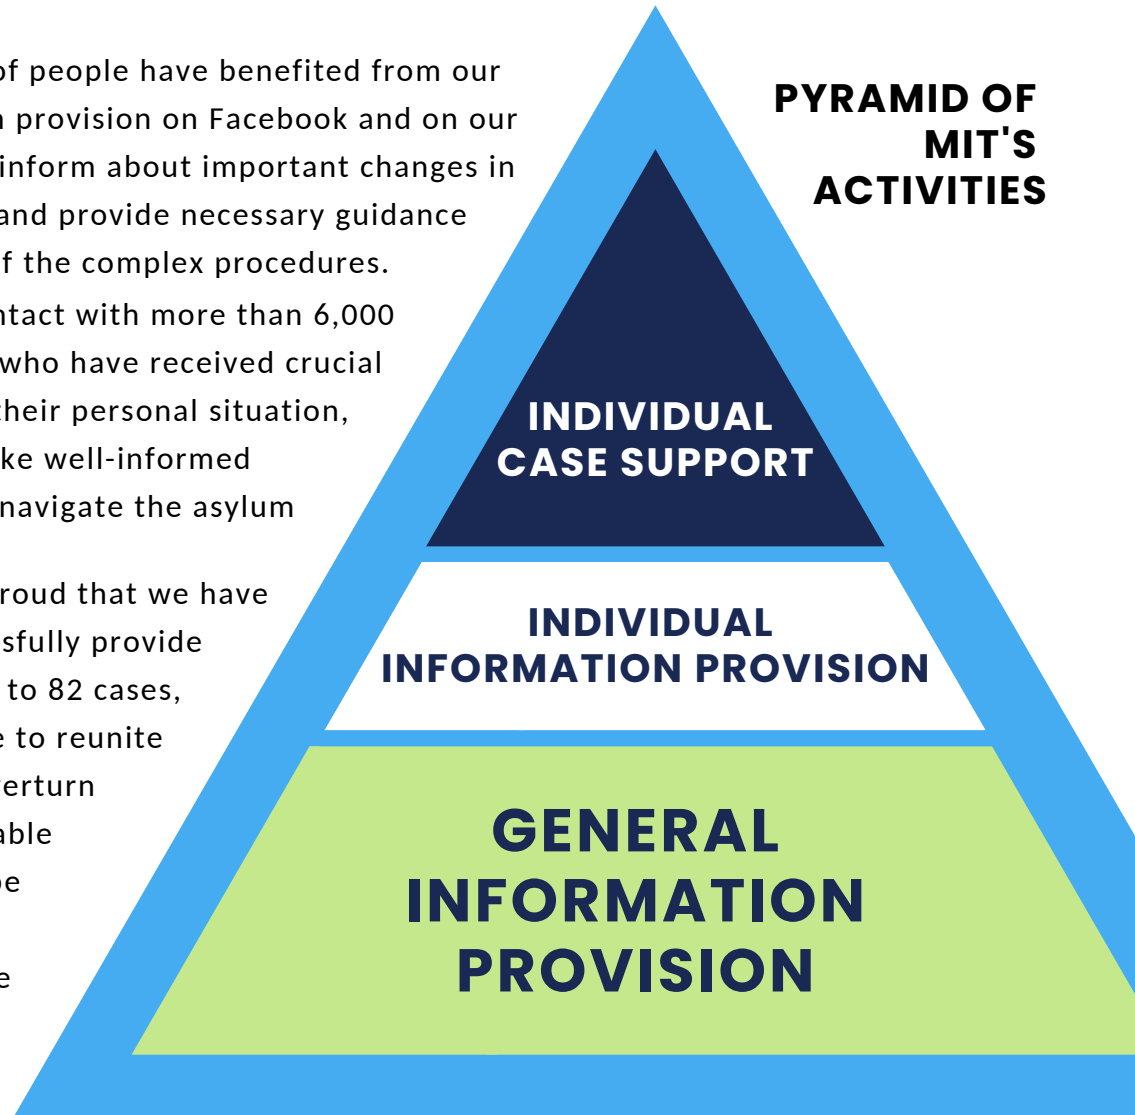 of people have benefited from our
provision on Facebook and on our
inform about important changes in
and provide necessary guidance
f the complex procedures.
ntact with more than 6,000
who have received crucial
their personal situation,
ke well-informed
navigate the asylum
roud that we have
sfully provide
to 82 cases,
e to reunite
verturn
able
be
e
PYRAMID OF
MIT'S
ACTIVITIES
INDIVIDUAL
CASE SUPPORT
INDIVIDUAL
INFORMATION PROVISION
GENERAL
INFORMATION
PROVISION